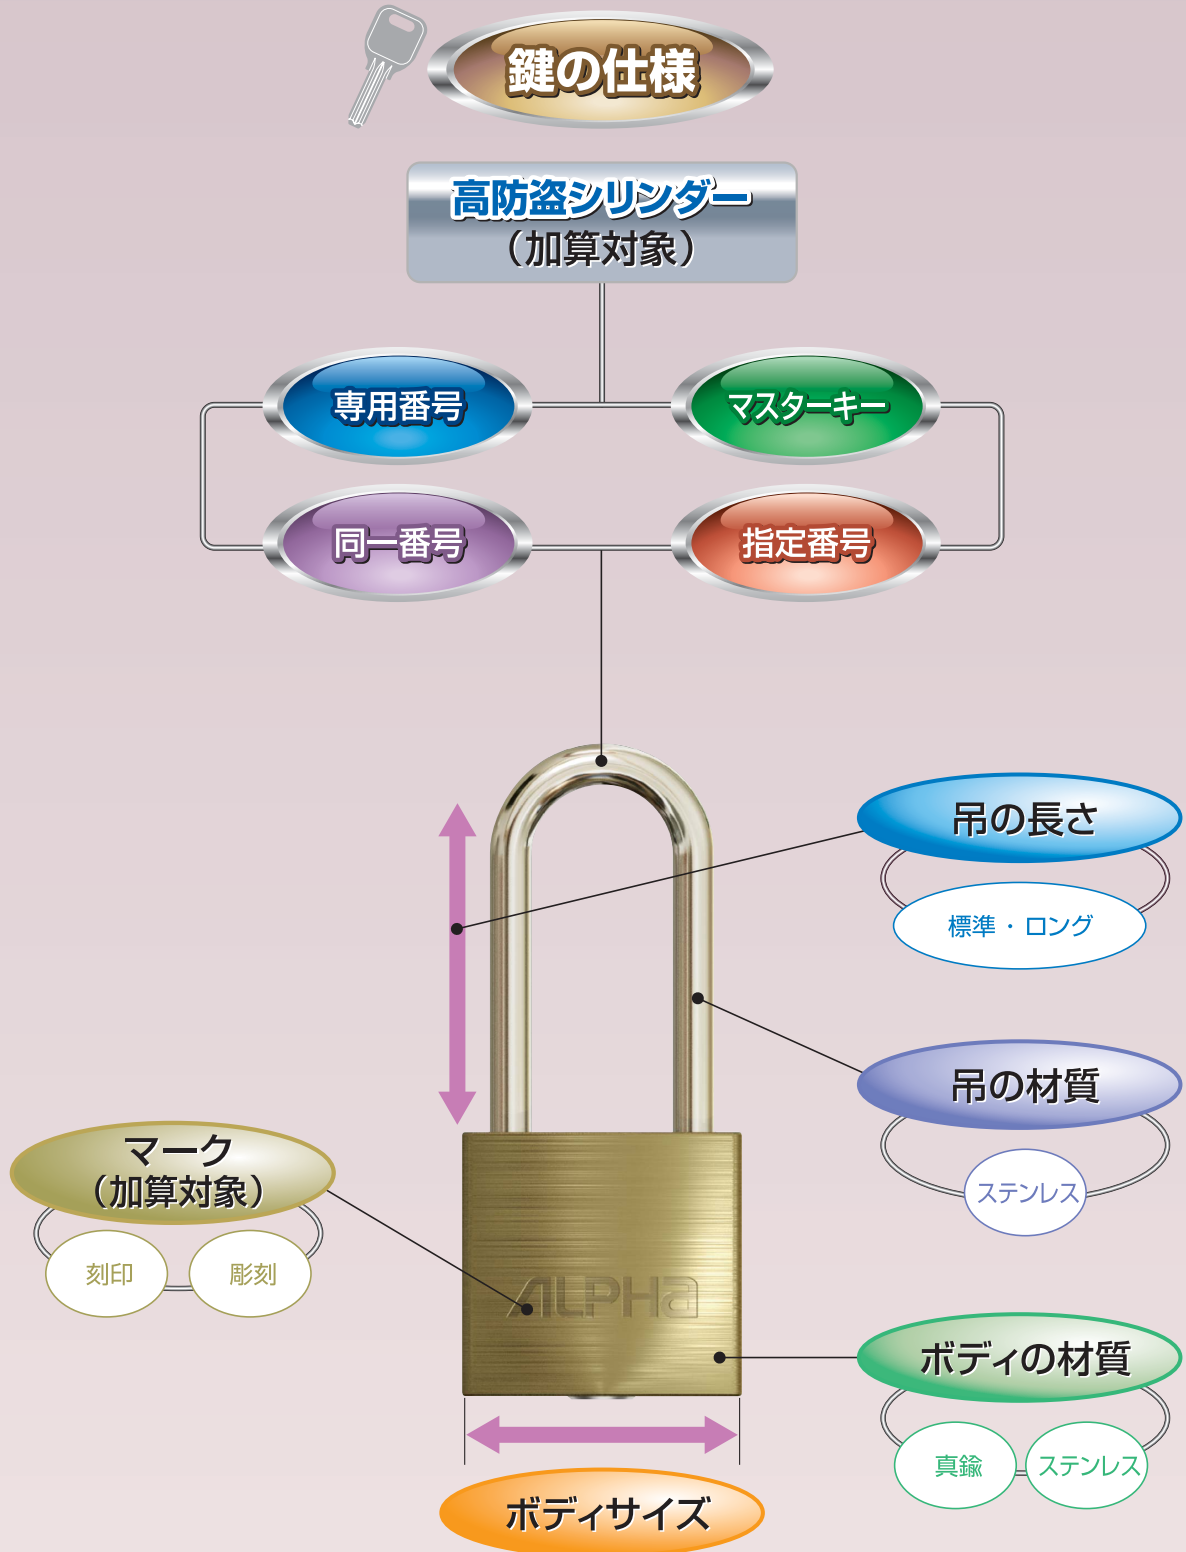 鍵の仕様
高防盗シリンダー
（加算対象）
専用番号
マスターキー
同一番号
指定番号
吊の長さ
標準・ロング
吊の材質
ステンレス
マーク
（加算対象）
刻印
彫刻
ALPHA
ボディの材質
真鍮
ステンレス
ボディサイズ